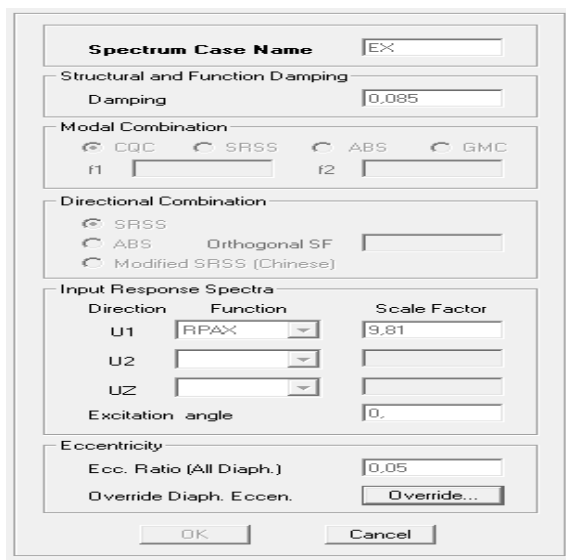 Spectrum Case Name EX
Structural and Function Damping
Damping 0,085
Modal Combination
CQC SRSS ABS GMC
f1 f2
Directional Combination
SRSS
ABS Orthogonal SF
Modified SRSS (Chinese)
Input Response Spectra
Direction Function Scale Factor
U1 RPAX 9,81
U2
UZ
Excitation angle 0,
Eccentricity
Ecc. Ratio (All Diaph.) 0,05
Override Diaph. Eccen. Override...
OK Cancel